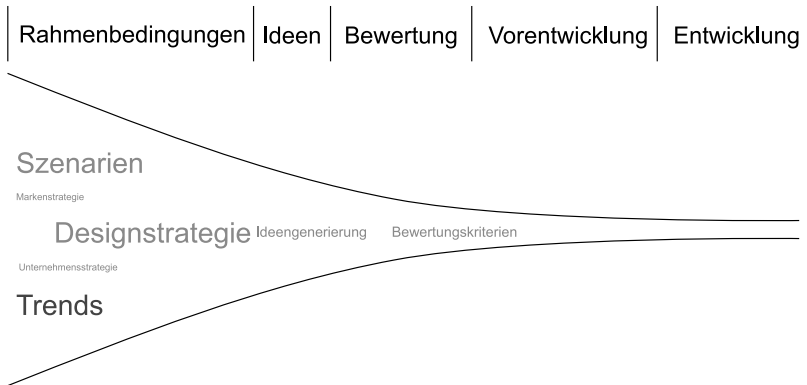 Rahmenbedingungen Ideen Bewertung Vorentwicklung Entwicklung
Szenarien
Markenstrategie
Designstrategie Ideengenerierung Bewertungskriterien
Unternehmensstrategie
Trends